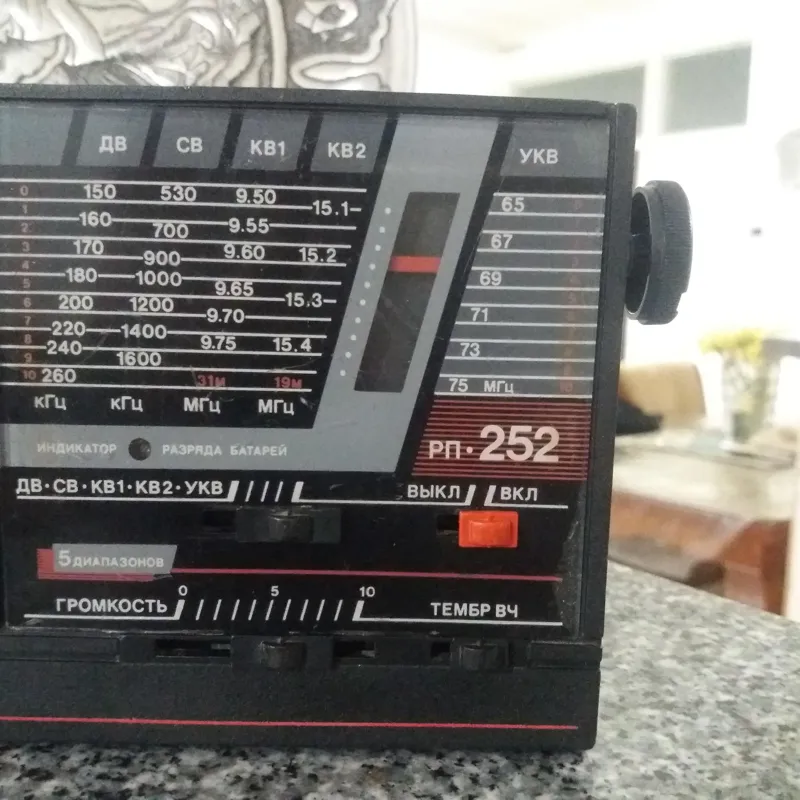 ДВ СВ КВ1 КВ2 УКВ
0 150 530 9.50 65
1 15.1
2 160 700 9.55 67
3 170 900 9.60 15.2
4 180 1000 69
5 9.65
6 200 1200 15.3 71
7 220 1400 9.70
8 240 9.75 15.4 73
9 1600
10 260 31м 19м 75 МГц
кГц кГц МГц МГц
ИНДИКАТОР РАЗРЯДА БАТАРЕЙ
РП·252
ДВ·СВ·КВ1·КВ2·УКВ ВЫКЛ ВКЛ
5 ДИАПАЗОНОВ
ГРОМКОСТЬ 0 5 10 ТЕМБР ВЧ